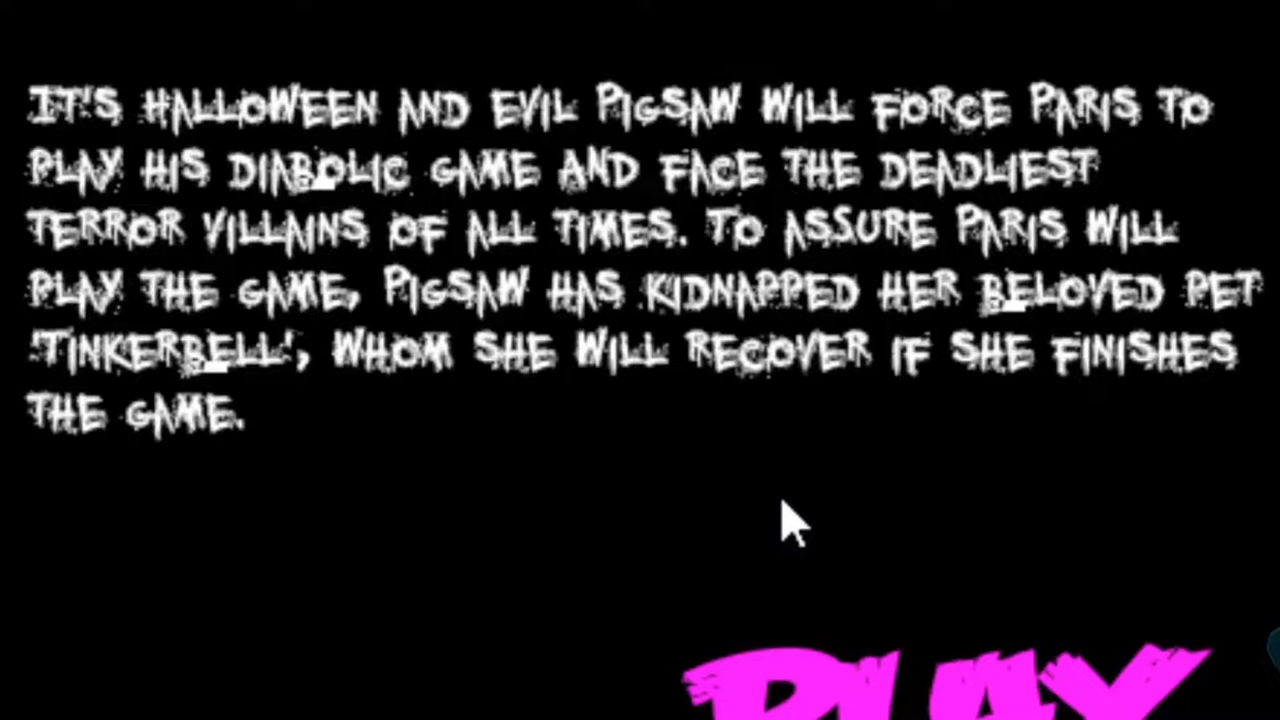 IT'S HALLOWEEN AND EVIL PIGSAW WILL FORCE PARIS TO
PLAY HIS DIABOLIC GAME AND FACE THE DEADLIEST
TERROR VILLAINS OF ALL TIMES. TO ASSURE PARIS WILL
PLAY THE GAME, PIGSAW HAS KIDNAPPED HER BELOVED PET
'TINKERBELL', WHOM SHE WILL RECOVER IF SHE FINISHES
THE GAME.
PLAY